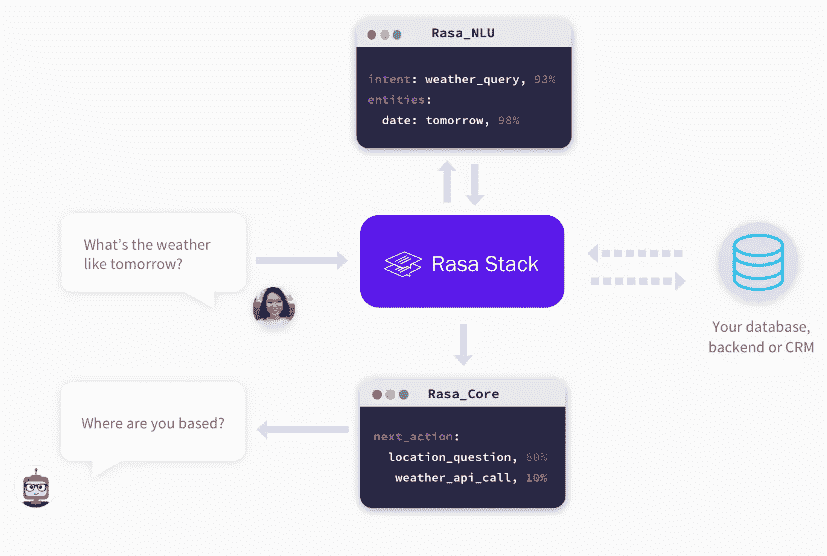 Rasa_NLU
intent: weather_query, 93%
entities:
date: tomorrow, 98%
What's the weather
like tomorrow?
Rasa Stack
Your database,
backend or CRM
Rasa_Core
Where are you based?
next_action:
location_question,
weather_api_call, 10%